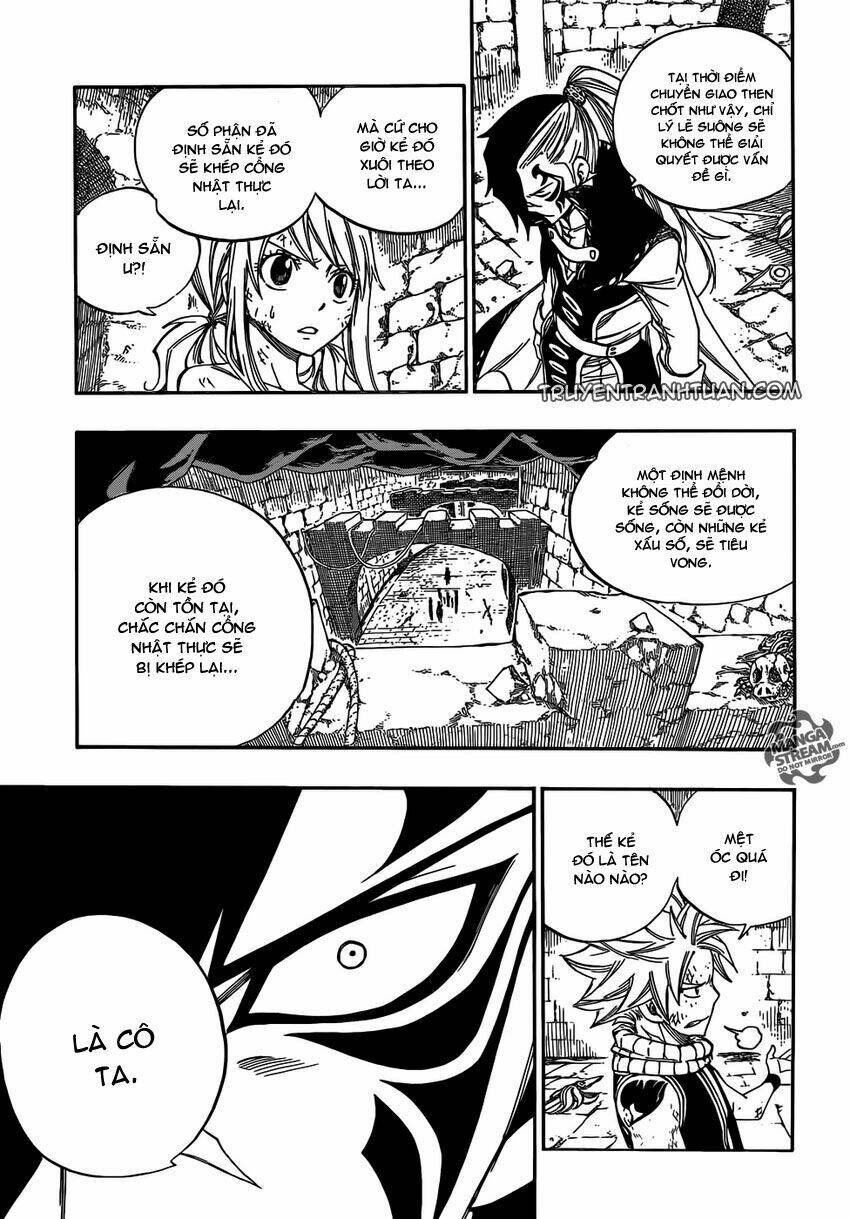 TẠI THỜI ĐIỂM
CHUYỂN GIAO THEN
CHỐT NHƯ VẬY, CHỈ
LÝ LẼ SUÔNG SẼ
KHÔNG THỂ GIẢI
QUYẾT ĐƯỢC VẤN
ĐỀ GÌ.
MÀ CỨ CHO
GIỜ KẺ ĐÓ
XUÔI THEO
LỜI TA...
SỐ PHẬN ĐÃ
ĐỊNH SẴN KẺ ĐÓ
SẼ KHÉP CỔNG
NHẬT THỰC
LẠI.
ĐỊNH SẴN
Ư?!
TRUYENTRANHTUAN.COM
MỘT ĐỊNH MỆNH
KHÔNG THỂ ĐỔI DỜI,
KẺ SỐNG SẼ ĐƯỢC
SỐNG, CÒN NHỮNG KẺ
XẤU SỐ, SẼ TIÊU
VONG.
KHI KẺ ĐÓ
CÒN TỒN TẠI,
CHẮC CHẮN CỔNG
NHẬT THỰC SẼ
BỊ KHÉP LẠI...
MANGA
STREAM.com
DO NOT MIRROR
MỆT
ÓC QUÁ
ĐI!
THẾ KẺ
ĐÓ LÀ TÊN
NÀO NÀO?
LÀ CÔ
TA.